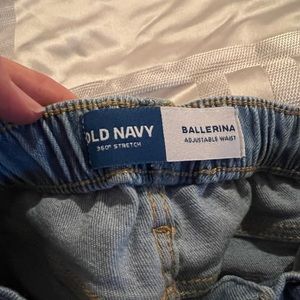 OLD NAVY
360° STRETCH
BALLERINA
ADJUSTABLE WAIST